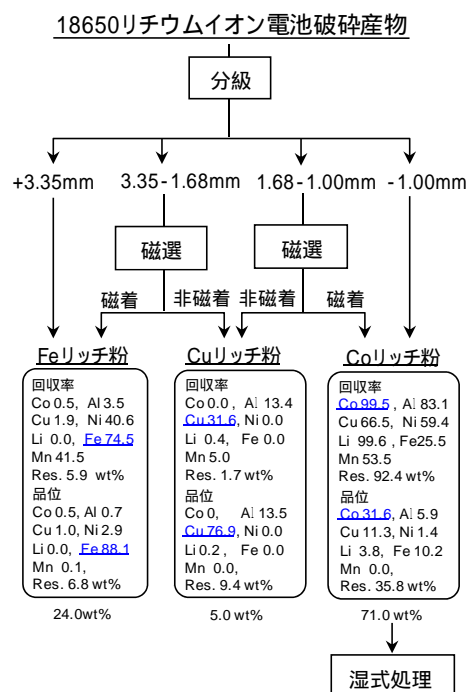 18650リチウムイオン電池破砕産物
分級
+3.35mm 3.35-1.68mm 1.68-1.00mm -1.00mm
磁選 磁選
磁着 非磁着 非磁着 磁着
Feリッチ粉
回収率
Co 0.5, Al 3.5
Cu 1.9, Ni 40.6
Li 0.0, Fe 74.5
Mn 41.5
Res. 5.9 wt%
品位
Co 0.5, Al 0.7
Cu 1.0, Ni 2.9
Li 0.0, Fe 88.1
Mn 0.1,
Res. 6.8 wt%
24.0wt%
Cuリッチ粉
回収率
Co 0.0, Al 13.4
Cu 31.6, Ni 0.0
Li 0.4, Fe 0.0
Mn 5.0
Res. 1.7 wt%
品位
Co 0, Al 13.5
Cu 76.9, Ni 0.0
Li 0.2, Fe 0.0
Mn 0.0,
Res. 9.4 wt%
5.0 wt%
Coリッチ粉
回収率
Co 99.5, Al 83.1
Cu 66.5, Ni 59.4
Li 99.6, Fe25.5
Mn 53.5
Res. 92.4 wt%
品位
Co 31.6, Al 5.9
Cu 11.3, Ni 1.4
Li 3.8, Fe 10.2
Mn 0.0,
Res. 35.8 wt%
71.0 wt%
湿式処理